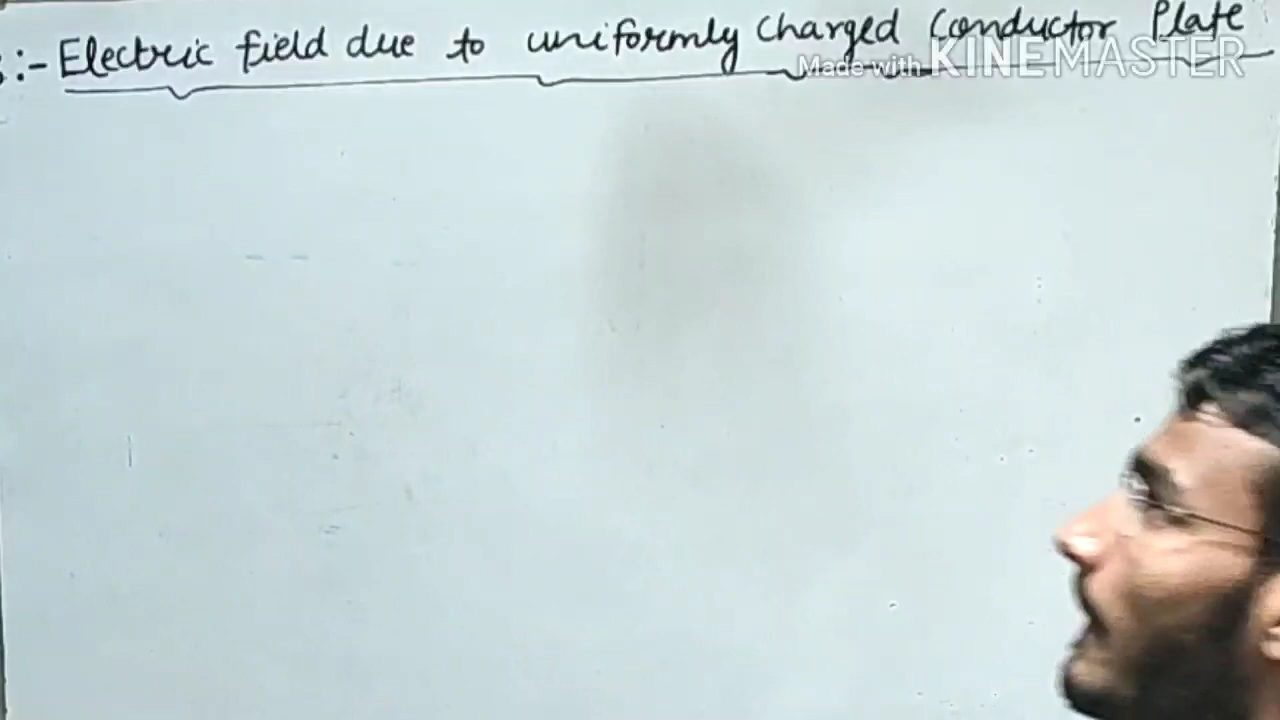 :- Electric field due to uniformly charged Conductor Plate
Made with KINEMASTER